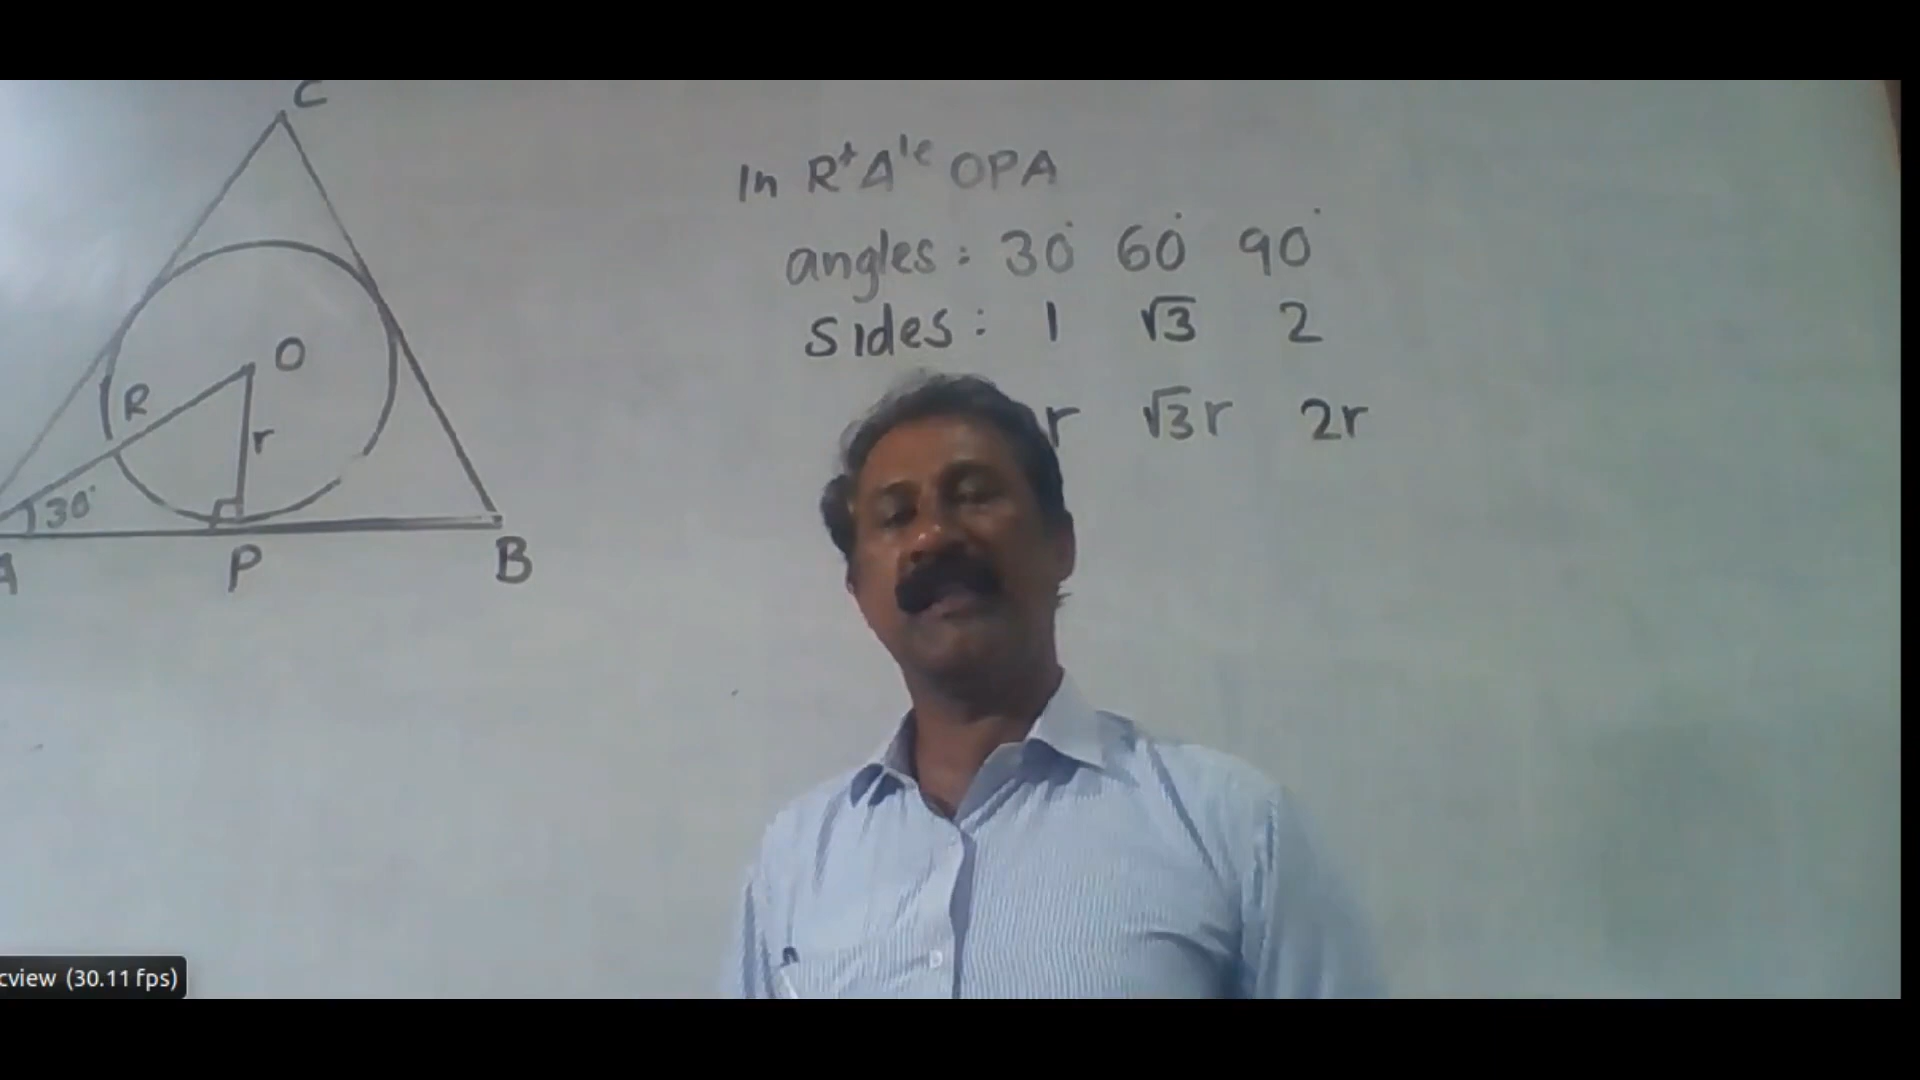 C
In Rt Δle OPA
angles : 30° 60° 90°
sides : 1 √3 2
r √3r 2r
O
R
r
30°
A P B
cview (30.11 fps)